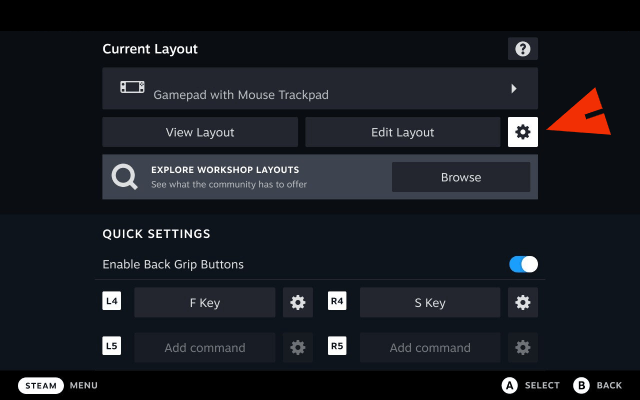 Current Layout
?
Gamepad with Mouse Trackpad
View Layout
Edit Layout
EXPLORE WORKSHOP LAYOUTS
See what the community has to offer
Browse
QUICK SETTINGS
Enable Back Grip Buttons
L4 F Key
R4 S Key
L5 Add command
R5 Add command
STEAM MENU
A SELECT B BACK